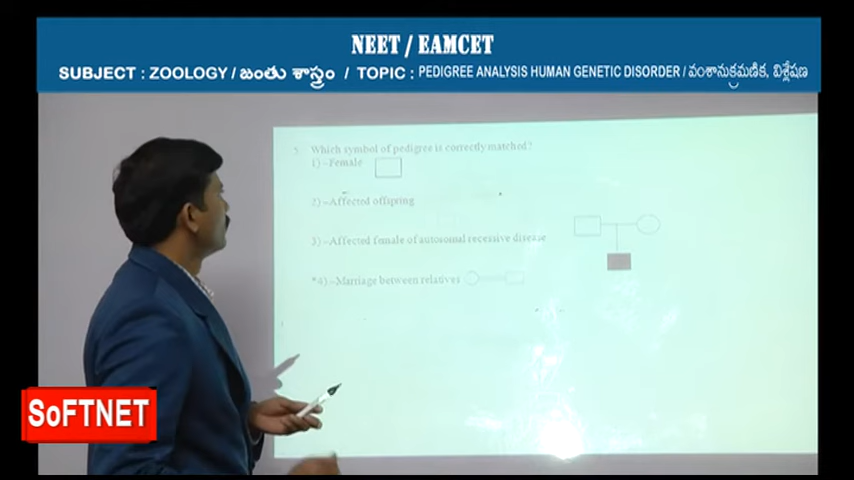 NEET / EAMCET
SUBJECT : ZOOLOGY / జంతు శాస్త్రం / TOPIC : PEDIGREE ANALYSIS HUMAN GENETIC DISORDER / వంశానుక్రమణిక, విశ్లేషణ
5. Which symbol of pedigree is correctly matched?
1) –Female
2) –Affected offspring
3) –Affected female of autosomal recessive disease
*4) –Marriage between relatives
SoFTNET